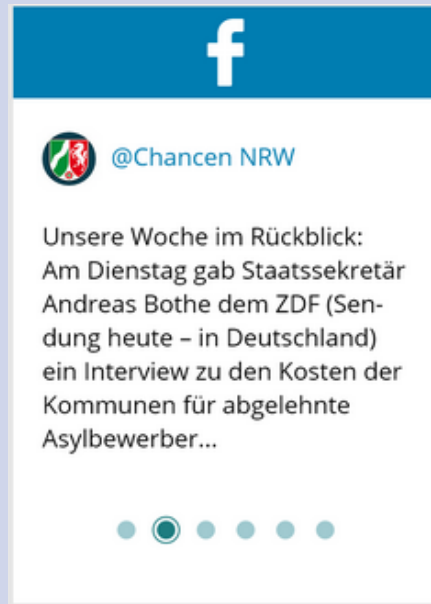 f
@Chancen NRW
Unsere Woche im Rückblick:
Am Dienstag gab Staatssekretär
Andreas Bothe dem ZDF (Sen-
dung heute – in Deutschland)
ein Interview zu den Kosten der
Kommunen für abgelehnte
Asylbewerber...